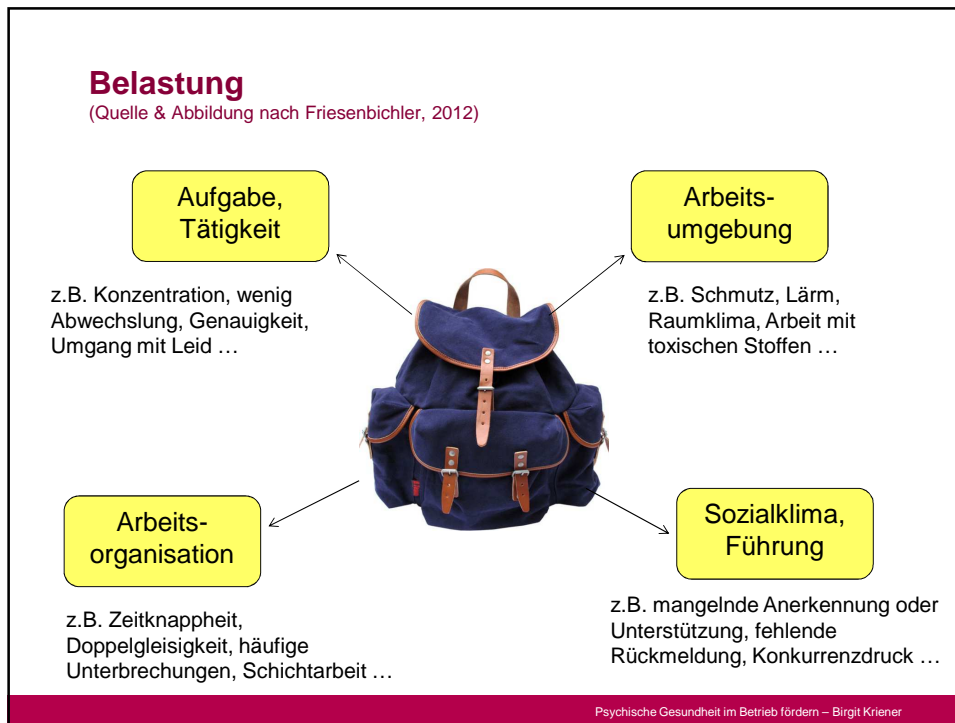 Belastung
(Quelle & Abbildung nach Friesenbichler, 2012)
Aufgabe,
Tätigkeit
z.B. Konzentration, wenig
Abwechslung, Genauigkeit,
Umgang mit Leid …
Arbeits-
umgebung
z.B. Schmutz, Lärm,
Raumklima, Arbeit mit
toxischen Stoffen …
Arbeits-
organisation
z.B. Zeitknappheit,
Doppelgleisigkeit, häufige
Unterbrechungen, Schichtarbeit …
Sozialklima,
Führung
z.B. mangelnde Anerkennung oder
Unterstützung, fehlende
Rückmeldung, Konkurrenzdruck …
Psychische Gesundheit im Betrieb fördern – Birgit Kriener